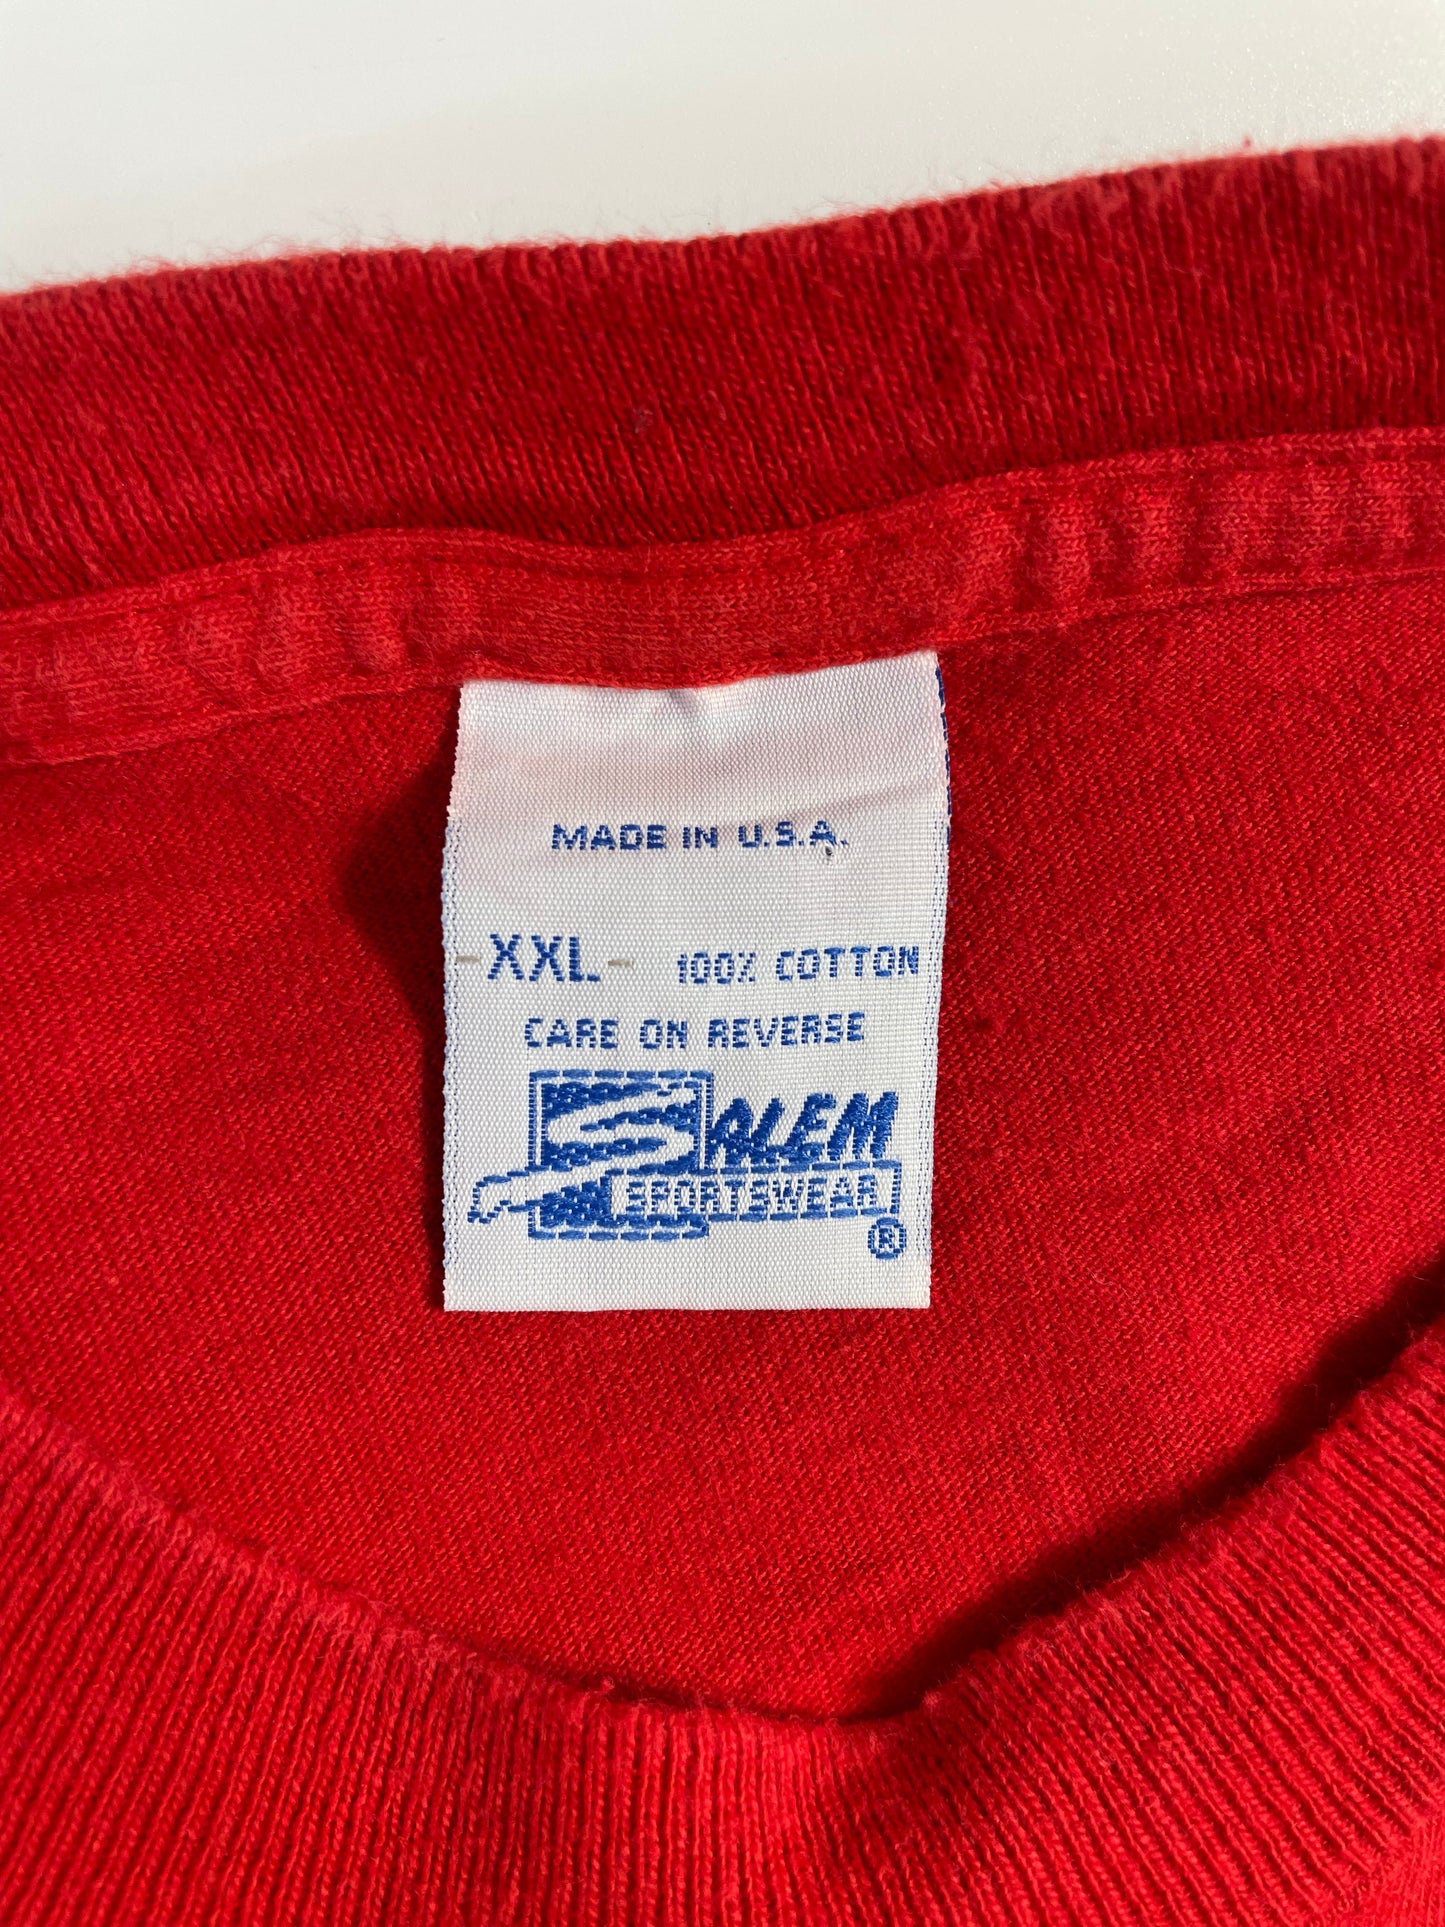 MADE IN U.S.A.
-XXL- 100% COTTON
CARE ON REVERSE
SALEM
SPORTSWEAR
®